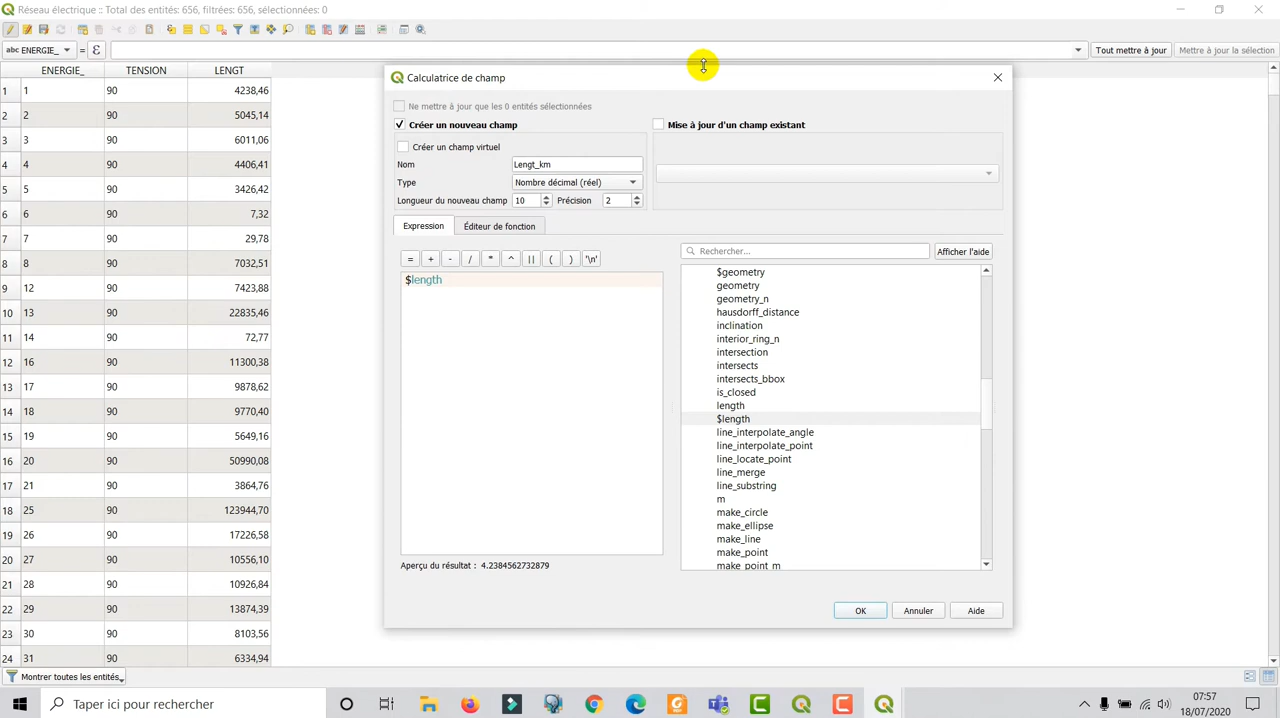 Réseau électrique :: Total des entités: 656, filtrées: 656, sélectionnées: 0
abc ENERGIE_ = ε Tout mettre à jour Mettre à jour la sélection
ENERGIE_ TENSION LENGT
1 1 90 4238,46
2 2 90 5045,14
3 3 90 6011,06
4 4 90 4406,41
5 5 90 3426,42
6 6 90 7,32
7 7 90 29,78
8 8 90 7032,51
9 12 90 7423,88
10 13 90 22835,46
11 14 90 72,77
12 16 90 11300,38
13 17 90 9878,62
14 18 90 9770,40
15 19 90 5649,16
16 20 90 50990,08
17 21 90 3864,76
18 25 90 123944,70
19 26 90 17226,58
20 27 90 10556,10
21 28 90 10926,84
22 29 90 13874,39
23 30 90 8103,56
24 31 90 6334,94
Montrer toutes les entités
Calculatrice de champ
Ne mettre à jour que les 0 entités sélectionnées
Créer un nouveau champ
Mise à jour d'un champ existant
Créer un champ virtuel
Nom Lengt_km
Type Nombre décimal (réel)
Longueur du nouveau champ 10 Précision 2
Expression Éditeur de fonction
= + - / * ^ || ( ) '\n'
Rechercher... Afficher l'aide
$length
$geometry
geometry
geometry_n
hausdorff_distance
inclination
interior_ring_n
intersection
intersects
intersects_bbox
is_closed
length
$length
line_interpolate_angle
line_interpolate_point
line_locate_point
line_merge
line_substring
m
make_circle
make_ellipse
make_line
make_point
make_point_m
Aperçu du résultat : 4.2384562732879
OK Annuler Aide
Taper ici pour rechercher
07:57
18/07/2020